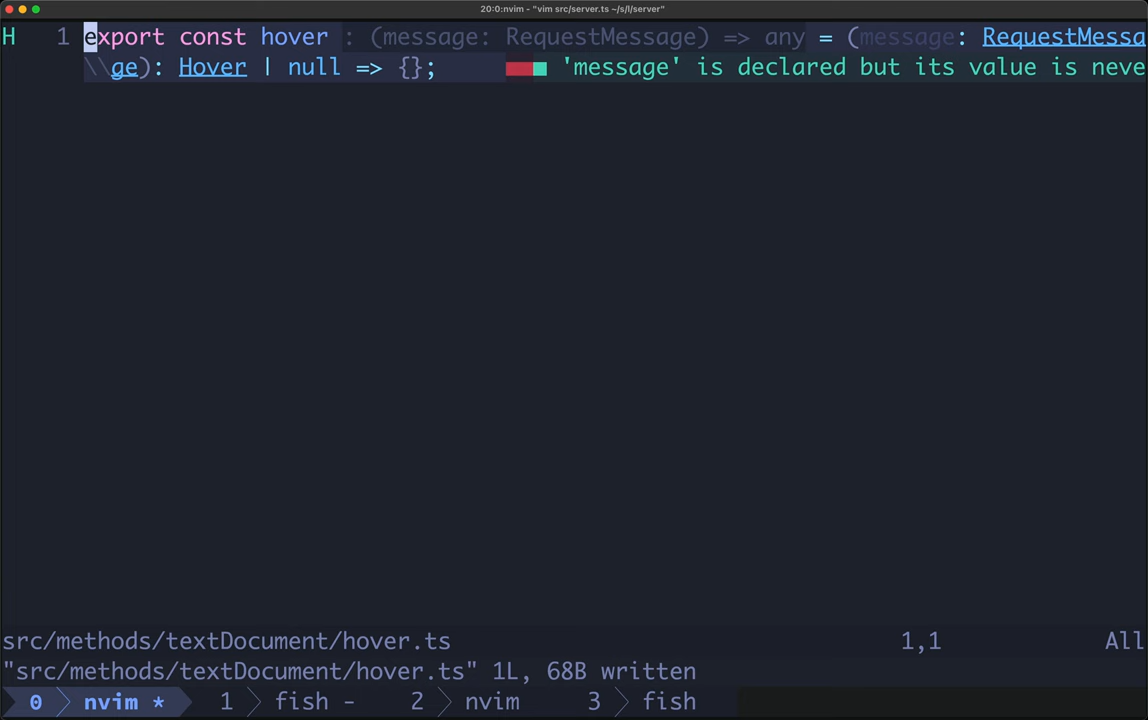 20:0:nvim - "vim src/server.ts ~/s/l/server"
H 1 export const hover : (message: RequestMessage) => any = (message: RequestMessa
\\ge): Hover | null => {}; 'message' is declared but its value is neve
src/methods/textDocument/hover.ts 1,1 All
"src/methods/textDocument/hover.ts" 1L, 68B written
0 nvim * 1 fish - 2 nvim 3 fish